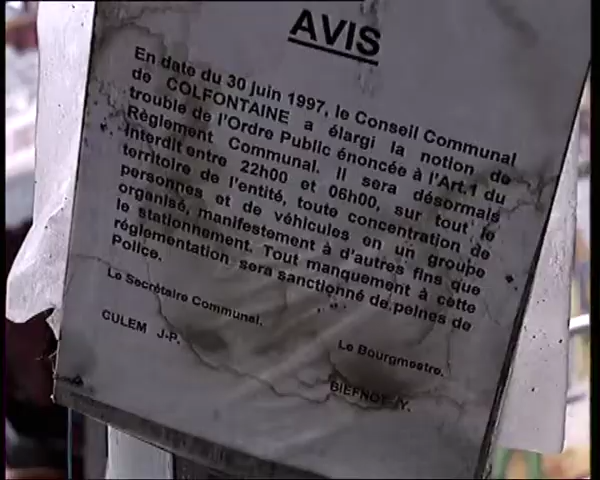 AVIS
En date du 30 juin 1997, le Conseil Communal
de COLFONTAINE a élargi la notion de
trouble de l'Ordre Public énoncée à l'Art.1 du
Règlement Communal. Il sera désormais
interdit entre 22h00 et 06h00, sur tout le
territoire de l'entité, toute concentration de
personnes et de véhicules en un groupe
organisé, manifestement à d'autres fins que
le stationnement. Tout manquement à cette
réglementation sera sanctionné de peines de
Police.
Le Secrétaire Communal.
CULEM J-P.
Le Bourgmestre.
BIEFNOT Y.